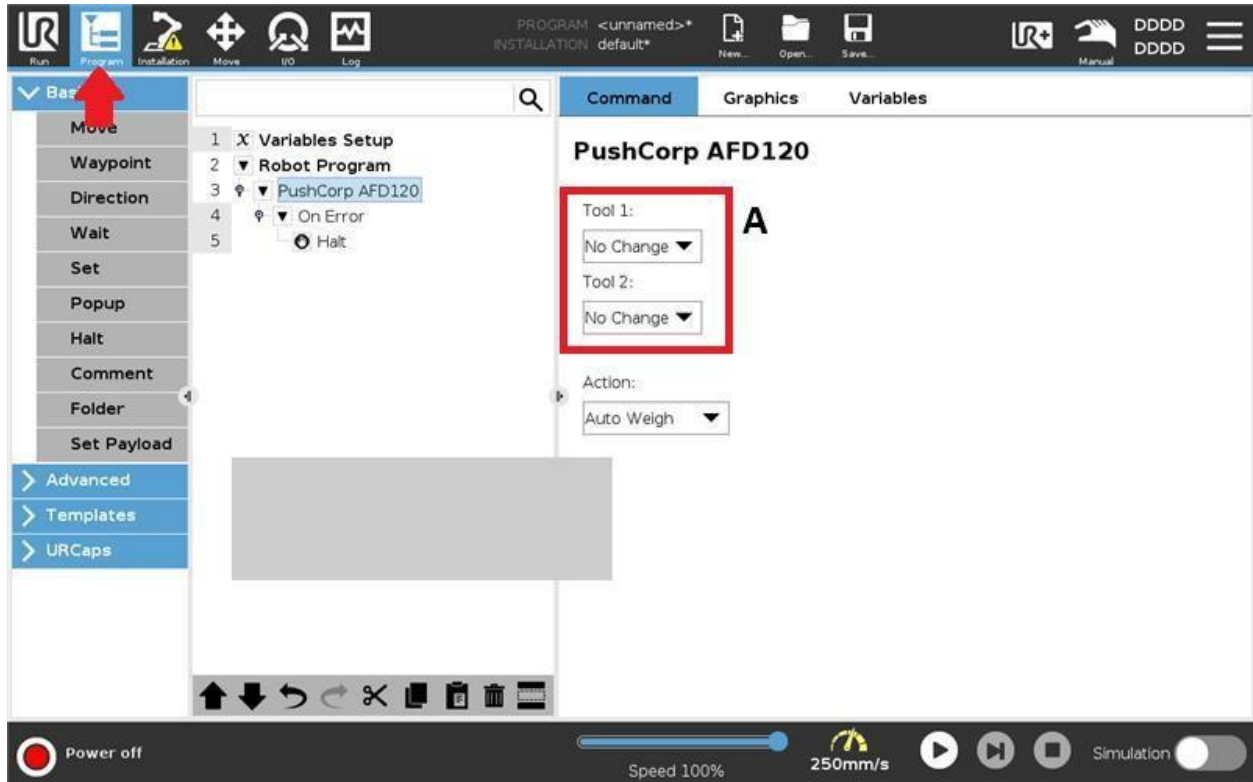 PROGRAM <unnamed>*
INSTALLATION default*
Run
Program
Installation
Move
I/O
Log
New...
Open...
Save...
UR+
Manual
DDDD
DDDD
Basic
Move
Waypoint
Direction
Wait
Set
Popup
Halt
Comment
Folder
Set Payload
Advanced
Templates
URCaps
1 X Variables Setup
2 Robot Program
3 PushCorp AFD120
4 On Error
5 Halt
Command Graphics Variables
PushCorp AFD120
Tool 1:
No Change
Tool 2:
No Change
A
Action:
Auto Weigh
Power off
Speed 100%
250mm/s
Simulation